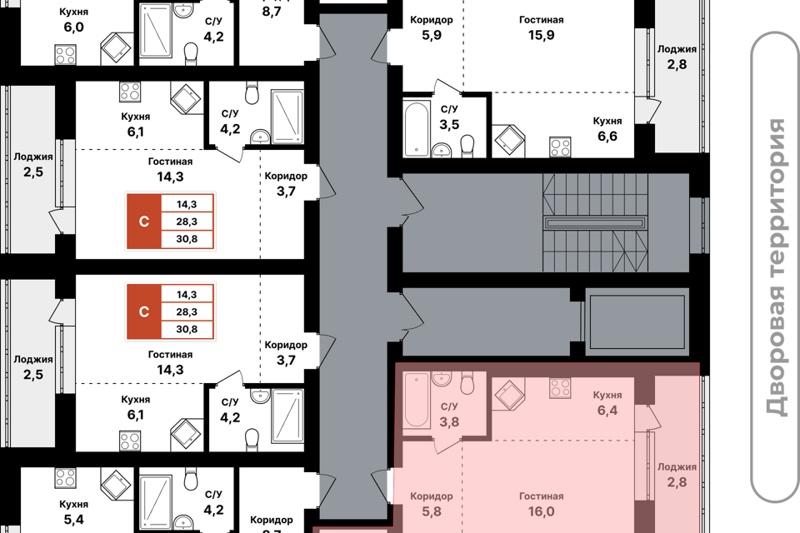 Кухня
6,0
С/У
4,2
8,7
Коридор
5,9
Гостиная
15,9
Лоджия
2,8
Кухня
6,1
С/У
4,2
С/У
3,5
Кухня
6,6
Лоджия
2,5
Гостиная
14,3
Коридор
3,7
С
14,3
28,3
30,8
С
14,3
28,3
30,8
Лоджия
2,5
Гостиная
14,3
Коридор
3,7
Кухня
6,1
С/У
4,2
С/У
3,8
Кухня
6,4
Лоджия
2,8
Кухня
5,4
С/У
4,2
Коридор
Коридор
5,8
Гостиная
16,0
Дворовая территория